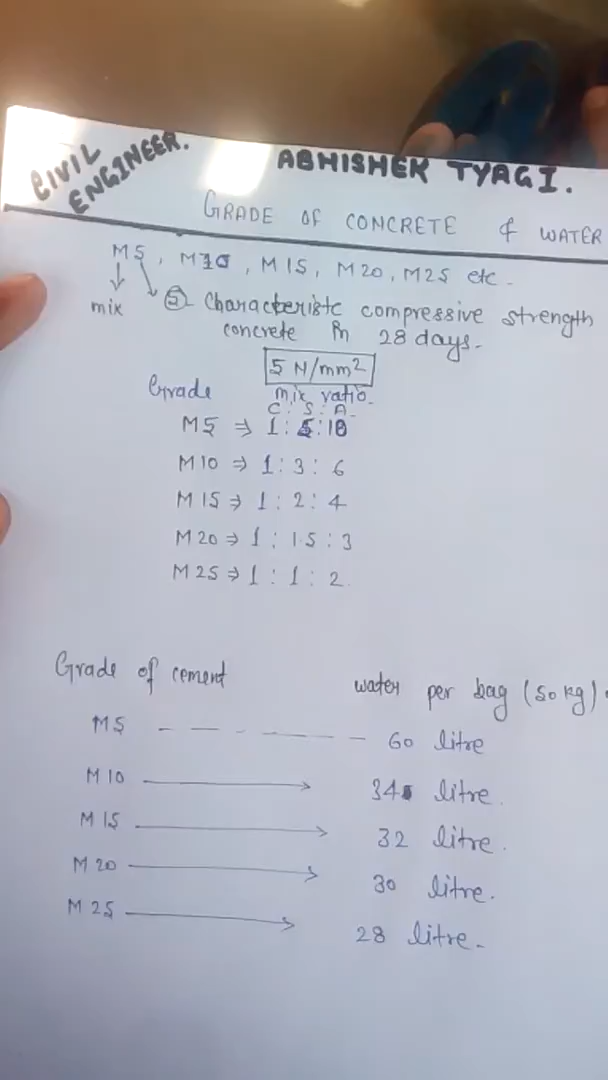 CIVIL ENGINEER.
ABHISHEK TYAGI.
GRADE OF CONCRETE & WATER
M5, M10, M15, M20, M25 etc.
mix
5 - Characteristc compressive strength
concrete in 28 days.
5 N/mm2
Grade mix ratio.
C : S : A.
M5 ⇒ 1 : 5 : 10
M10 ⇒ 1 : 3 : 6
M15 ⇒ 1 : 2 : 4
M20 ⇒ 1 : 1.5 : 3
M25 ⇒ 1 : 1 : 2.
Grade of cement water per bag (50 kg).
M5 - - - - - 60 litre
M10 → 34 litre.
M15 → 32 litre.
M20 → 30 litre.
M25 → 28 litre.